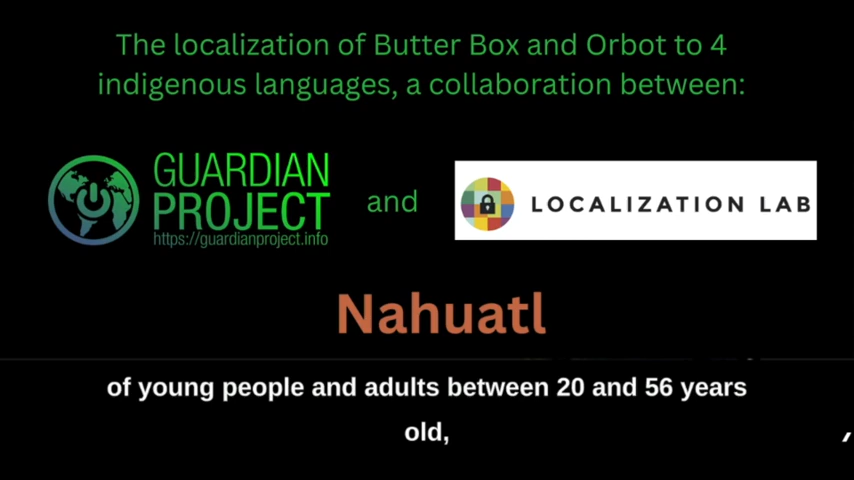 The localization of Butter Box and Orbot to 4
indigenous languages, a collaboration between:
GUARDIAN
PROJECT
https://guardianproject.info
and
LOCALIZATION LAB
Nahuatl
of young people and adults between 20 and 56 years
old,